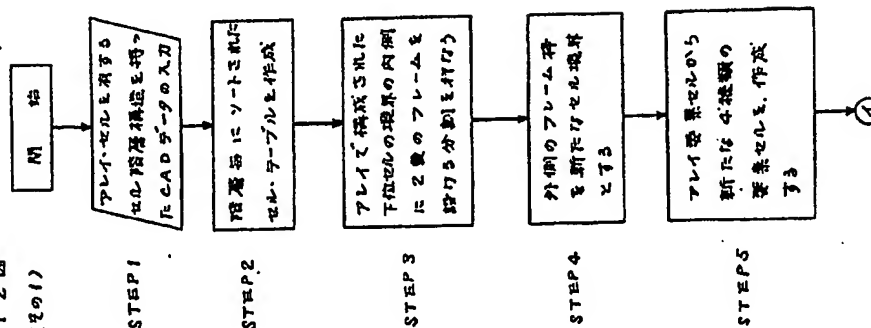 図
(その1)
開始
STEP1
アレイ・セルを有する
セル階層構造を持っ
たCADデータの入力
STEP2
階層毎にソートされた
セル・テーブルを作成
STEP3
アレイで構成された
下位セルの境界の内側
に2重のフレームを
設ける分割を行なう
STEP4
外側のフレーム枠
を新たなセル境界
とする
STEP5
アレイ要素セルから
新たな4種類の
要素セルを、作成
する
イ